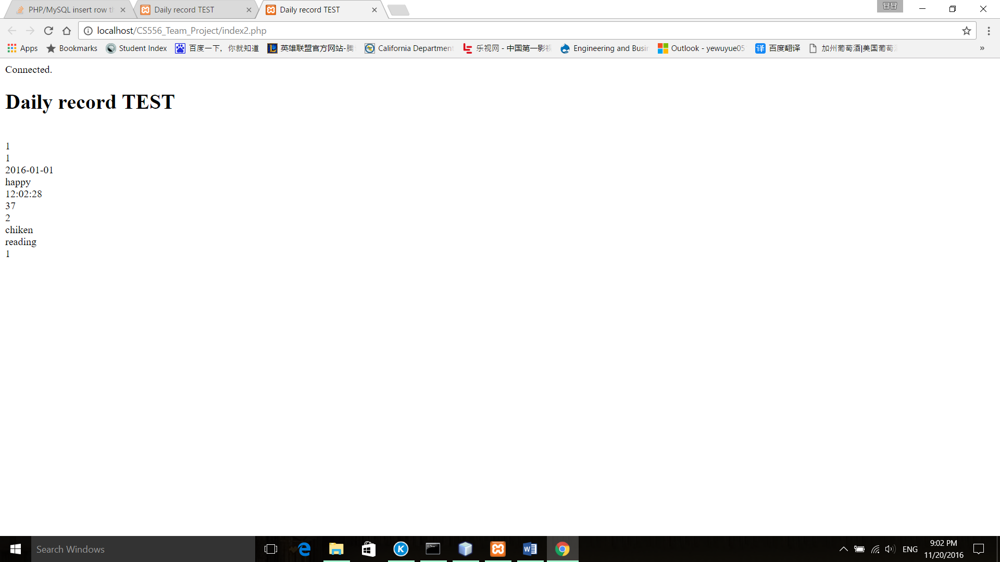 PHP/MySQL insert row th
Daily record TEST
Daily record TEST
冒冒
localhost/CS556_Team_Project/index2.php
Apps
Bookmarks
Student Index
百度一下，你就知道
英雄联盟官方网站-腾
California Department
乐视网 - 中国第一影视
Engineering and Busin
Outlook - yewuyue05
译 百度翻译
加州葡萄酒|美国葡萄酒
»
Connected.
Daily record TEST
1
1
2016-01-01
happy
12:02:28
37
2
chiken
reading
1
Search Windows
ENG
9:02 PM
11/20/2016